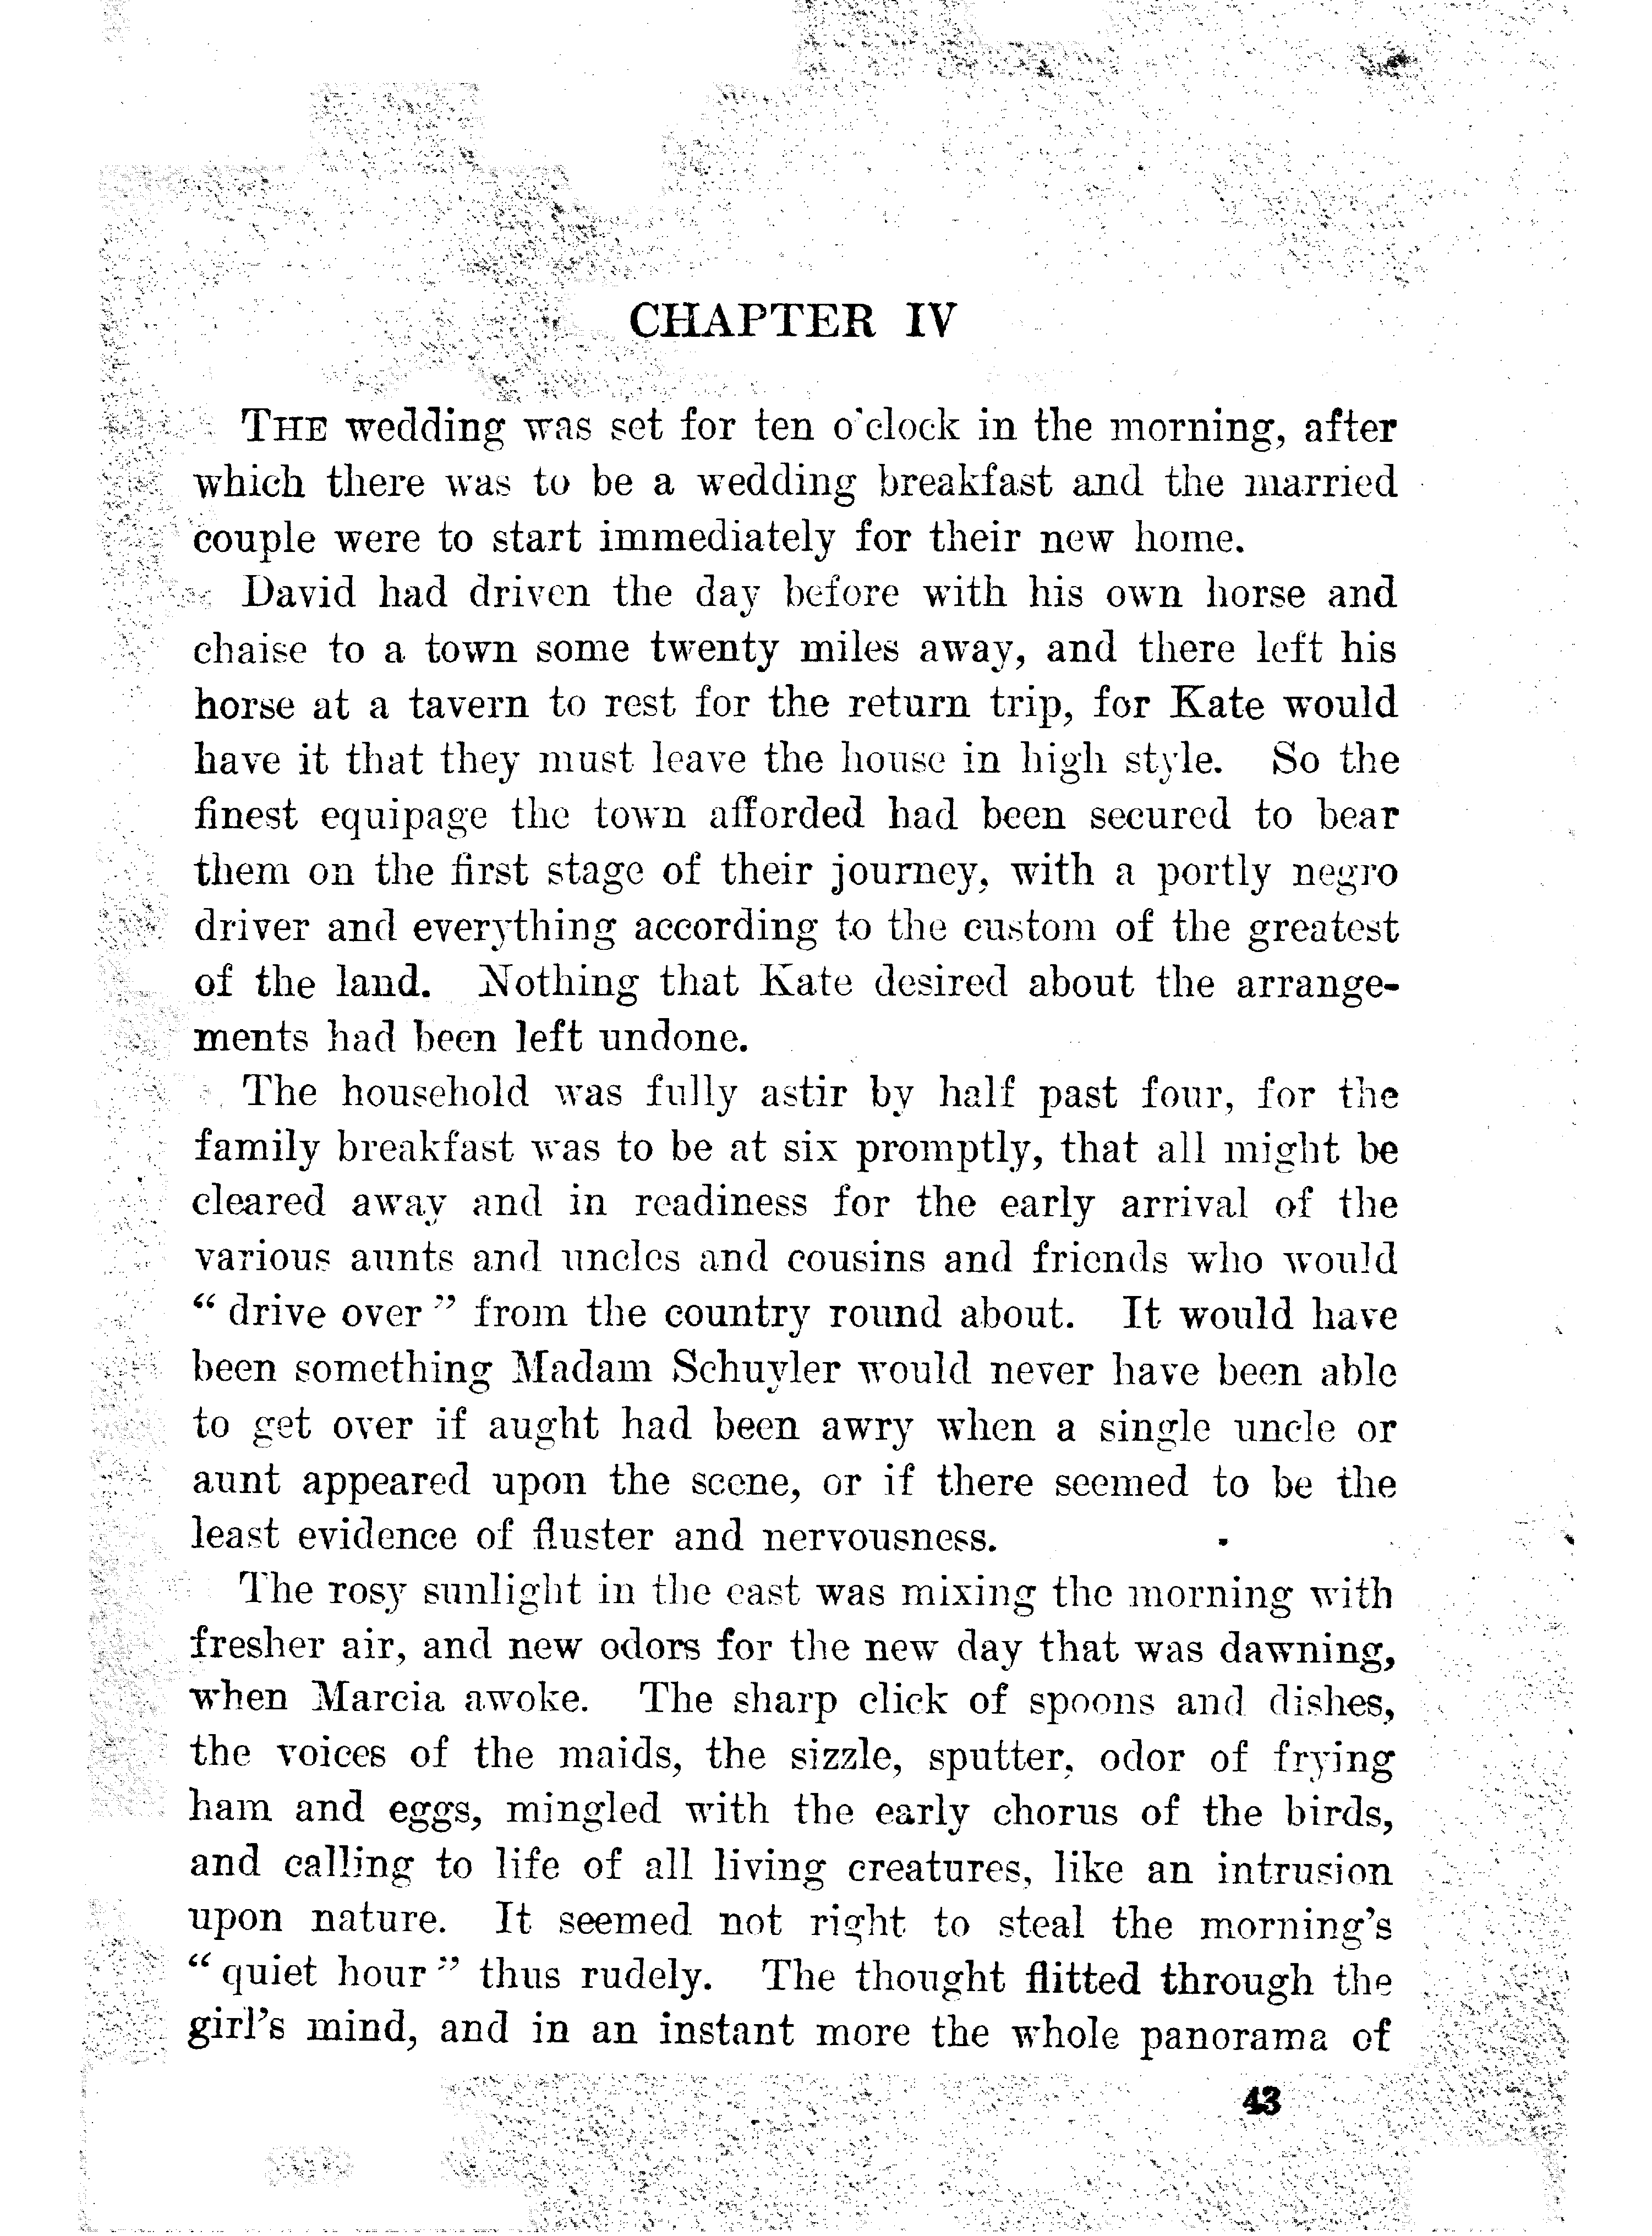 CHAPTER IV
THE wedding was set for ten o'clock in the morning, after
which there was to be a wedding breakfast and the married
couple were to start immediately for their new home.
David had driven the day before with his own horse and
chaise to a town some twenty miles away, and there left his
horse at a tavern to rest for the return trip, for Kate would
have it that they must leave the house in high style. So the
finest equipage the town afforded had been secured to bear
them on the first stage of their journey, with a portly negro
driver and everything according to the custom of the greatest
of the land. Nothing that Kate desired about the arrange-
ments had been left undone.
The household was fully astir by half past four, for the
family breakfast was to be at six promptly, that all might be
cleared away and in readiness for the early arrival of the
various aunts and uncles and cousins and friends who would
" drive over " from the country round about. It would have
been something Madam Schuyler would never have been able
to get over if aught had been awry when a single uncle or
aunt appeared upon the scene, or if there seemed to be the
least evidence of fluster and nervousness.
The rosy sunlight in the east was mixing the morning with
fresher air, and new odors for the new day that was dawning,
when Marcia awoke. The sharp click of spoons and dishes,
the voices of the maids, the sizzle, sputter, odor of frying
ham and eggs, mingled with the early chorus of the birds,
and calling to life of all living creatures, like an intrusion
upon nature. It seemed not right to steal the morning's
" quiet hour " thus rudely. The thought flitted through the
girl's mind, and in an instant more the whole panorama of
43